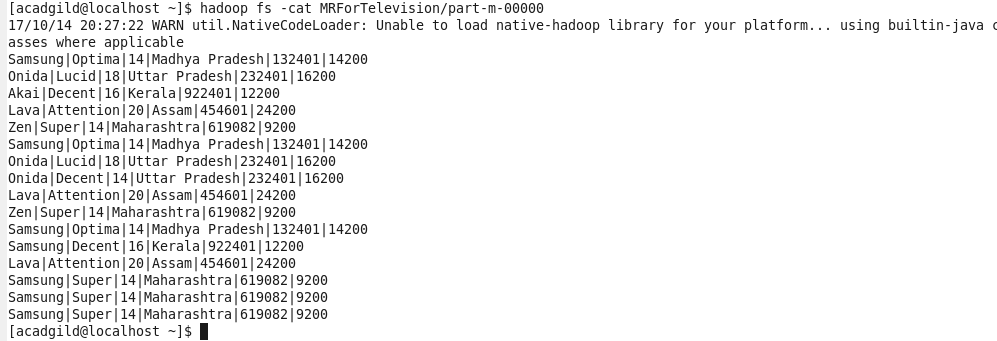 [acadgild@localhost ~]$ hadoop fs -cat MRForTelevision/part-m-00000
17/10/14 20:27:22 WARN util.NativeCodeLoader: Unable to load native-hadoop library for your platform... using builtin-java c
asses where applicable
Samsung|Optima|14|Madhya Pradesh|132401|14200
Onida|Lucid|18|Uttar Pradesh|232401|16200
Akai|Decent|16|Kerala|922401|12200
Lava|Attention|20|Assam|454601|24200
Zen|Super|14|Maharashtra|619082|9200
Samsung|Optima|14|Madhya Pradesh|132401|14200
Onida|Lucid|18|Uttar Pradesh|232401|16200
Onida|Decent|14|Uttar Pradesh|232401|16200
Lava|Attention|20|Assam|454601|24200
Zen|Super|14|Maharashtra|619082|9200
Samsung|Optima|14|Madhya Pradesh|132401|14200
Samsung|Decent|16|Kerala|922401|12200
Lava|Attention|20|Assam|454601|24200
Samsung|Super|14|Maharashtra|619082|9200
Samsung|Super|14|Maharashtra|619082|9200
Samsung|Super|14|Maharashtra|619082|9200
[acadgild@localhost ~]$